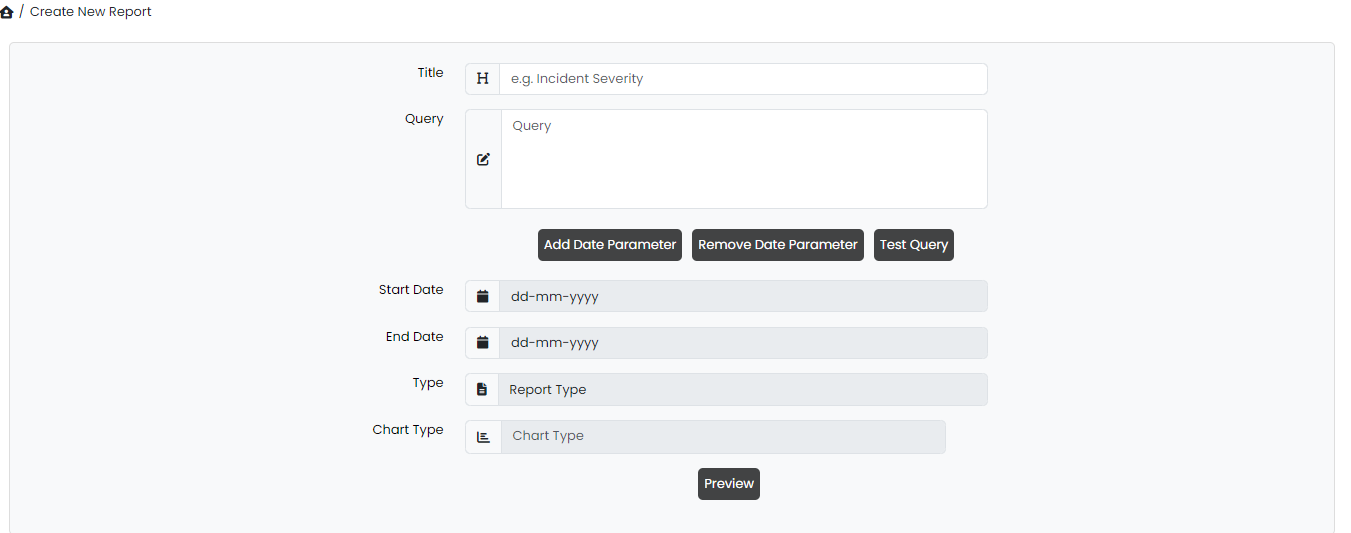 / Create New Report
Title
H e.g. Incident Severity
Query
Query
Add Date Parameter Remove Date Parameter Test Query
Start Date
dd-mm-yyyy
End Date
dd-mm-yyyy
Type
Report Type
Chart Type
Chart Type
Preview